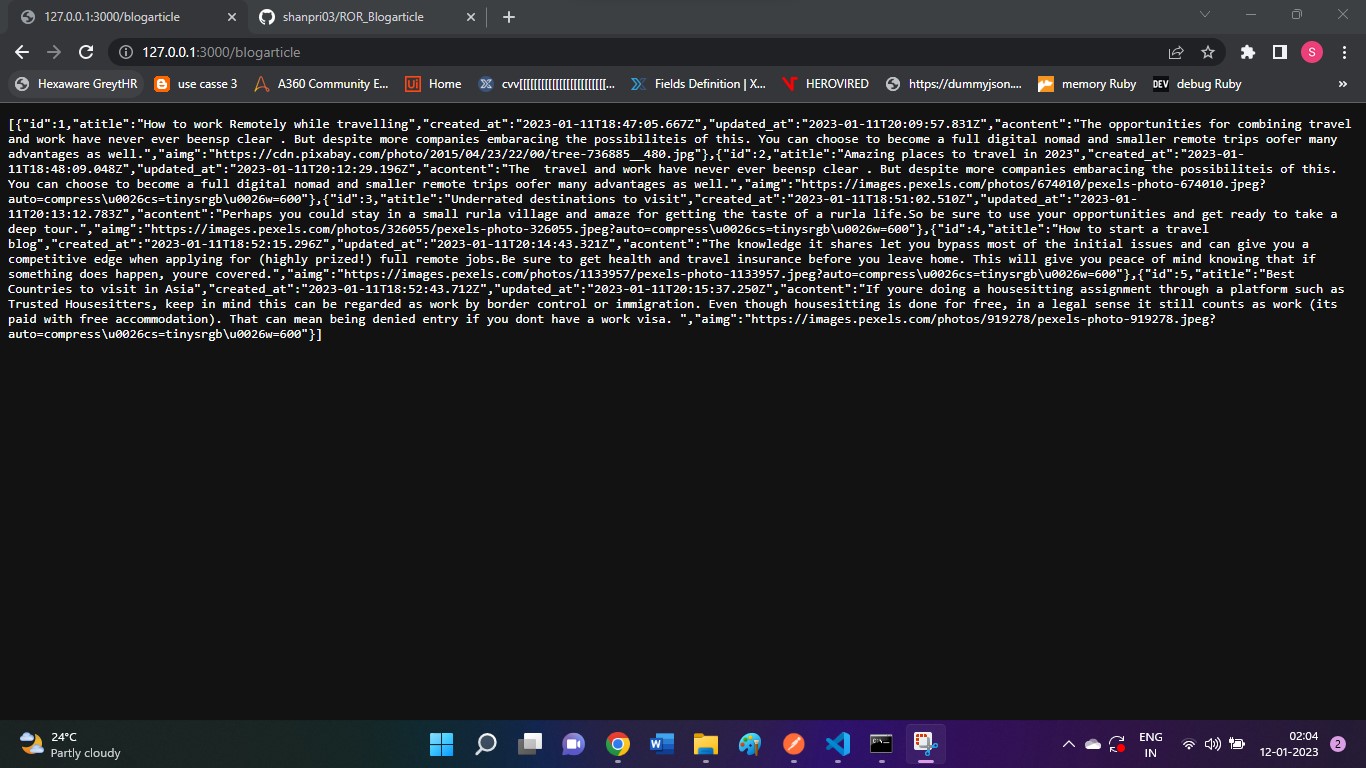 127.0.0.1:3000/blogarticle
shanpri03/ROR_Blogarticle
127.0.0.1:3000/blogarticle
S
Hexaware GreytHR
use casse 3
A360 Community E...
Ui
Home
cvv[[[[[[[[[[[[[[[[[[[[[[[[[[...
Fields Definition | X...
HEROVIRED
https://dummyjson....
memory Ruby
DEV
debug Ruby
»
[{"id":1,"atitle":"How to work Remotely while travelling","created_at":"2023-01-11T18:47:05.667Z","updated_at":"2023-01-11T20:09:57.831Z","acontent":"The opportunities for combining travel
and work have never ever beensp clear . But despite more companies embaracing the possibiliteis of this. You can choose to become a full digital nomad and smaller remote trips oofer many
advantages as well.","aimg":"https://cdn.pixabay.com/photo/2015/04/23/22/00/tree-736885__480.jpg"},{"id":2,"atitle":"Amazing places to travel in 2023","created_at":"2023-01-
11T18:48:09.048Z","updated_at":"2023-01-11T20:12:29.196Z","acontent":"The  travel and work have never ever beensp clear . But despite more companies embaracing the possibiliteis of this.
You can choose to become a full digital nomad and smaller remote trips oofer many advantages as well.","aimg":"https://images.pexels.com/photos/674010/pexels-photo-674010.jpeg?
auto=compress\u0026cs=tinysrgb\u0026w=600"},{"id":3,"atitle":"Underrated destinations to visit","created_at":"2023-01-11T18:51:02.510Z","updated_at":"2023-01-
11T20:13:12.783Z","acontent":"Perhaps you could stay in a small rurla village and amaze for getting the taste of a rurla life.So be sure to use your opportunities and get ready to take a
deep tour.","aimg":"https://images.pexels.com/photos/326055/pexels-photo-326055.jpeg?auto=compress\u0026cs=tinysrgb\u0026w=600"},{"id":4,"atitle":"How to start a travel
blog","created_at":"2023-01-11T18:52:15.296Z","updated_at":"2023-01-11T20:14:43.321Z","acontent":"The knowledge it shares let you bypass most of the initial issues and can give you a
competitive edge when applying for (highly prized!) full remote jobs.Be sure to get health and travel insurance before you leave home. This will give you peace of mind knowing that if
something does happen, youre covered.","aimg":"https://images.pexels.com/photos/1133957/pexels-photo-1133957.jpeg?auto=compress\u0026cs=tinysrgb\u0026w=600"},{"id":5,"atitle":"Best
Countries to visit in Asia","created_at":"2023-01-11T18:52:43.712Z","updated_at":"2023-01-11T20:15:37.250Z","acontent":"If youre doing a housesitting assignment through a platform such as
Trusted Housesitters, keep in mind this can be regarded as work by border control or immigration. Even though housesitting is done for free, in a legal sense it still counts as work (its
paid with free accommodation). That can mean being denied entry if you dont have a work visa. ","aimg":"https://images.pexels.com/photos/919278/pexels-photo-919278.jpeg?
auto=compress\u0026cs=tinysrgb\u0026w=600"}]
24°C
Partly cloudy
ENG
IN
02:04
12-01-2023
2